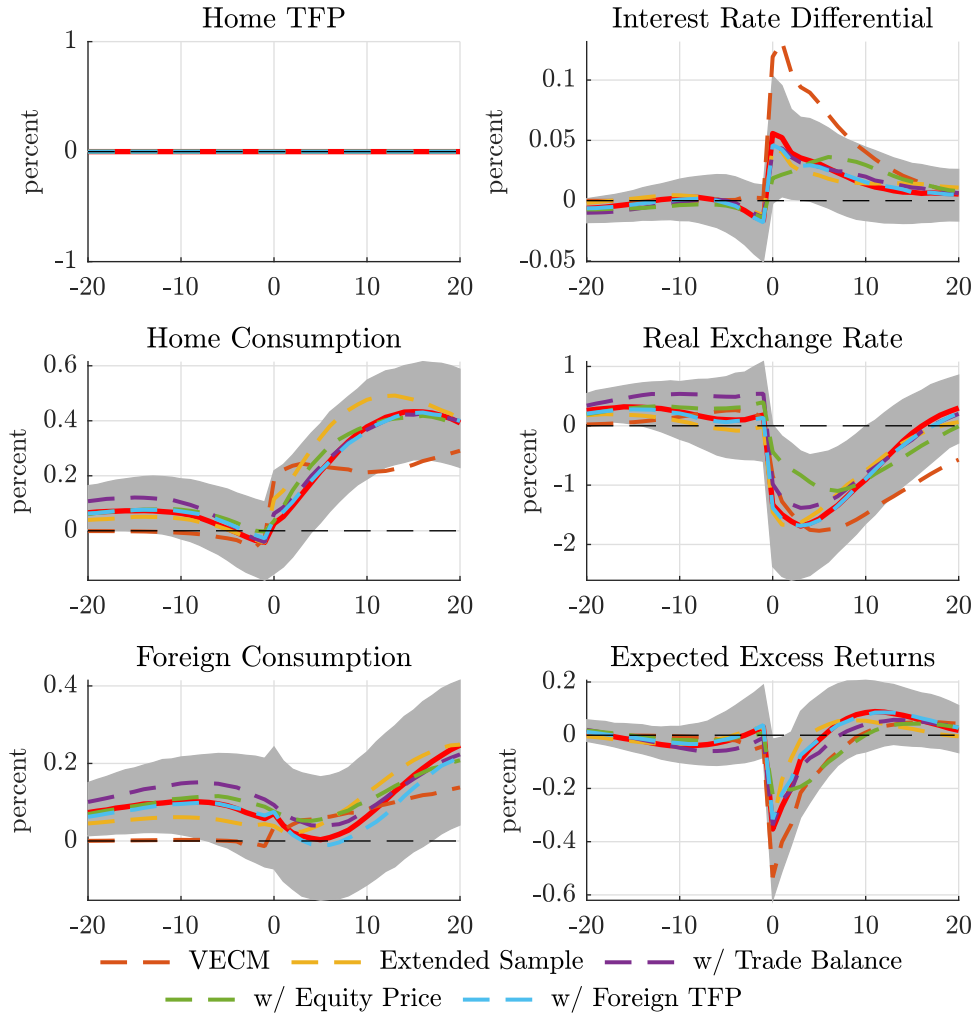 Home TFP
percent
1
0
-1
-20 -10 0 10 20
Interest Rate Differential
percent
0.1
0.05
0
-0.05
-20 -10 0 10 20
Home Consumption
percent
0.6
0.4
0.2
0
-20 -10 0 10 20
Real Exchange Rate
percent
1
0
-1
-2
-20 -10 0 10 20
Foreign Consumption
percent
0.4
0.2
0
-20 -10 0 10 20
Expected Excess Returns
percent
0.2
0
-0.2
-0.4
-0.6
-20 -10 0 10 20
VECM Extended Sample w/ Trade Balance
w/ Equity Price w/ Foreign TFP